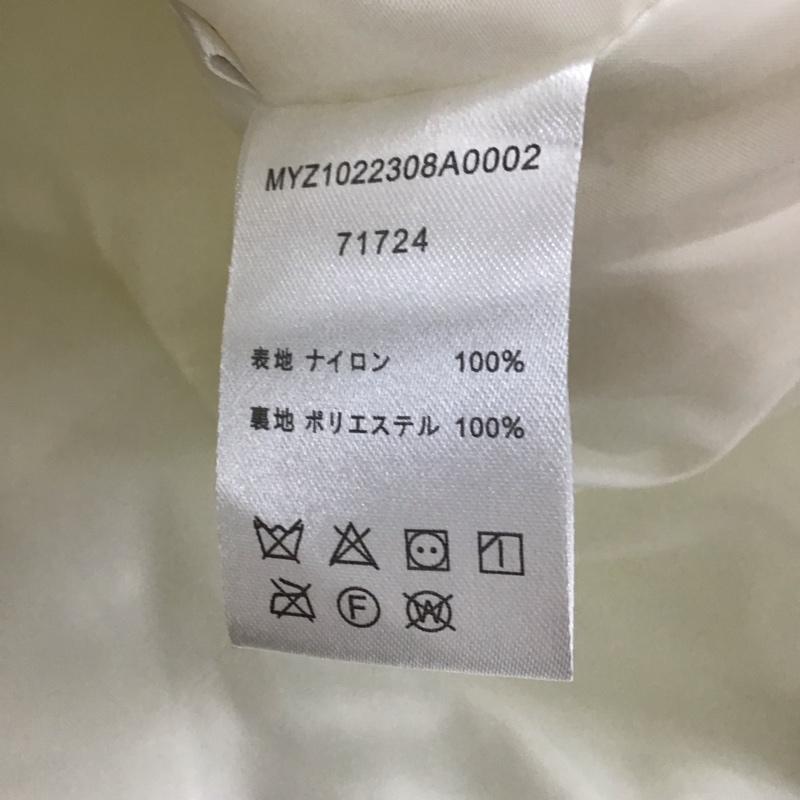 MYZ1022308A0002
71724
表地 ナイロン 100%
裏地 ポリエステル 100%
F W